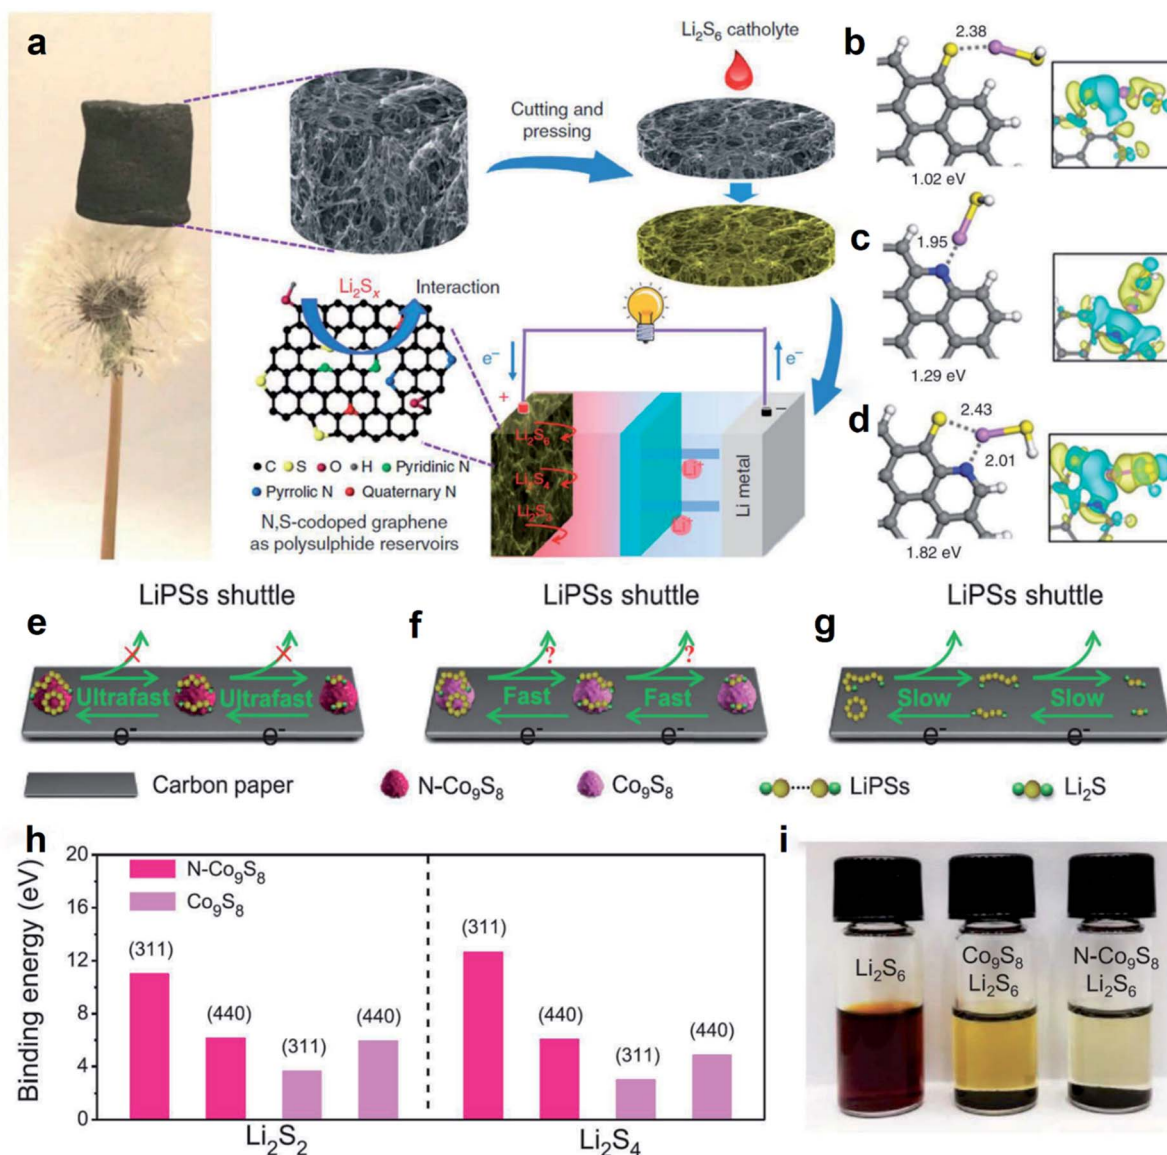 a
Li₂S₆ catholyte
Cutting and
pressing
Li₂Sₓ
Interaction
e⁻
e⁻
+
−
Li₂S₆
Li₂S₄
Li⁺
Li⁺
Li metal
C S O H Pyridinic N
Pyrrolic N Quaternary N
N,S-codoped graphene
as polysulphide reservoirs
b
2.38
1.02 eV
c
1.95
1.29 eV
d
2.43
2.01
1.82 eV
LiPSs shuttle
e
Ultrafast Ultrafast
e⁻ e⁻
LiPSs shuttle
f
? ?
Fast Fast
e⁻ e⁻
LiPSs shuttle
g
Slow Slow
e⁻ e⁻
Carbon paper N-Co₉S₈ Co₉S₈ LiPSs Li₂S
h
Binding energy (eV)
20
16
12
8
4
0
N-Co₉S₈
Co₉S₈
(311)
(440)
(311)
(440)
(311)
(440)
(311)
(440)
Li₂S₂ Li₂S₄
i
Li₂S₆
Co₉S₈
Li₂S₆
N-Co₉S₈
Li₂S₆